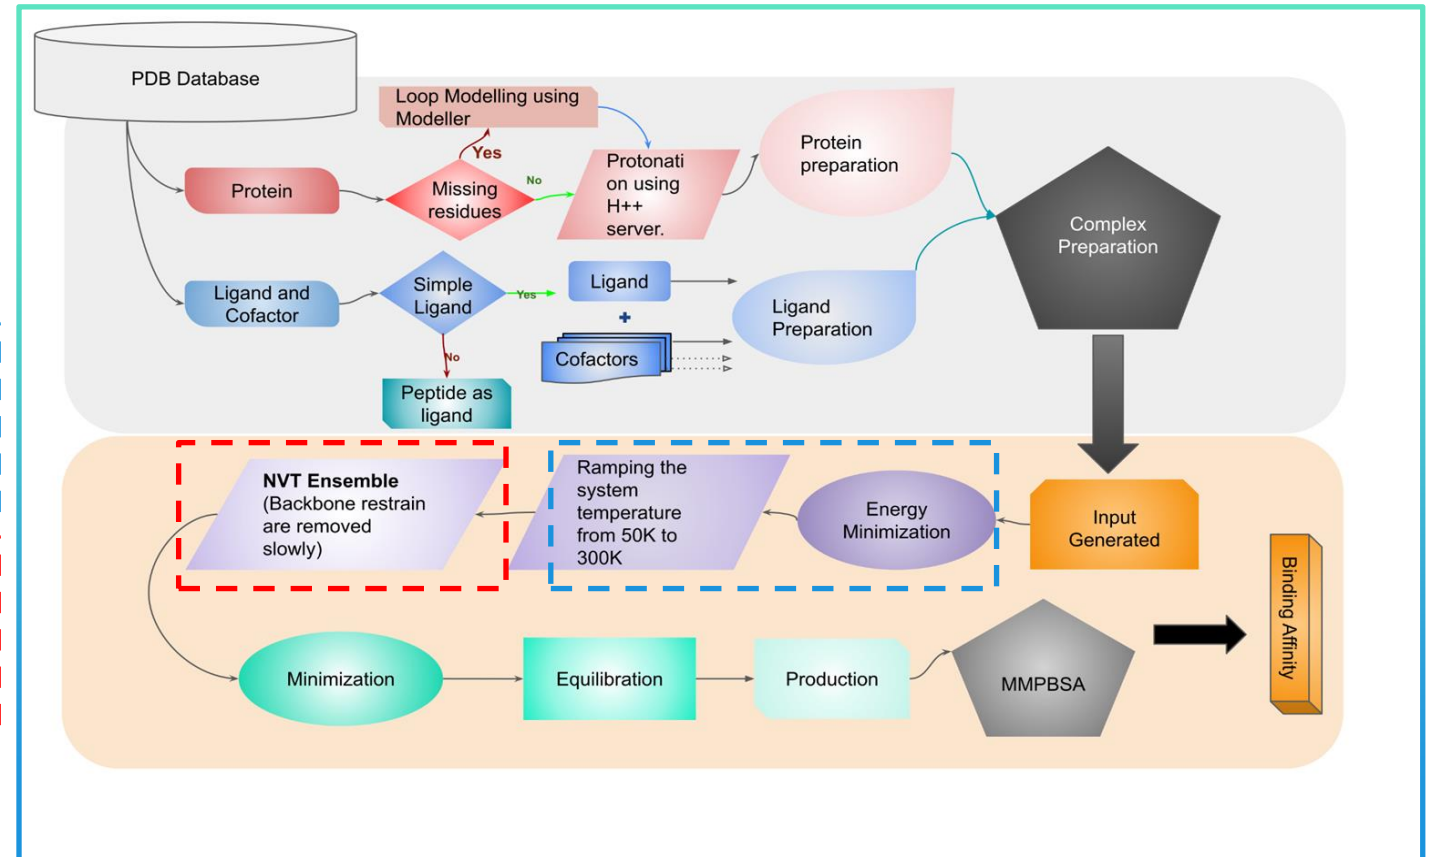 PDB Database
Loop Modelling using
Modeller
Yes
Protein
Missing
residues
No
Protonati
on using
H++
server.
Protein
preparation
Complex
Preparation
Ligand and
Cofactor
Simple
Ligand
Yes
No
Ligand
+
Cofactors
Ligand
Preparation
Peptide as
ligand
NVT Ensemble
(Backbone restrain
are removed
slowly)
Ramping the
system
temperature
from 50K to
300K
Energy
Minimization
Input
Generated
Minimization
Equilibration
Production
MMPBSA
Binding Affinity